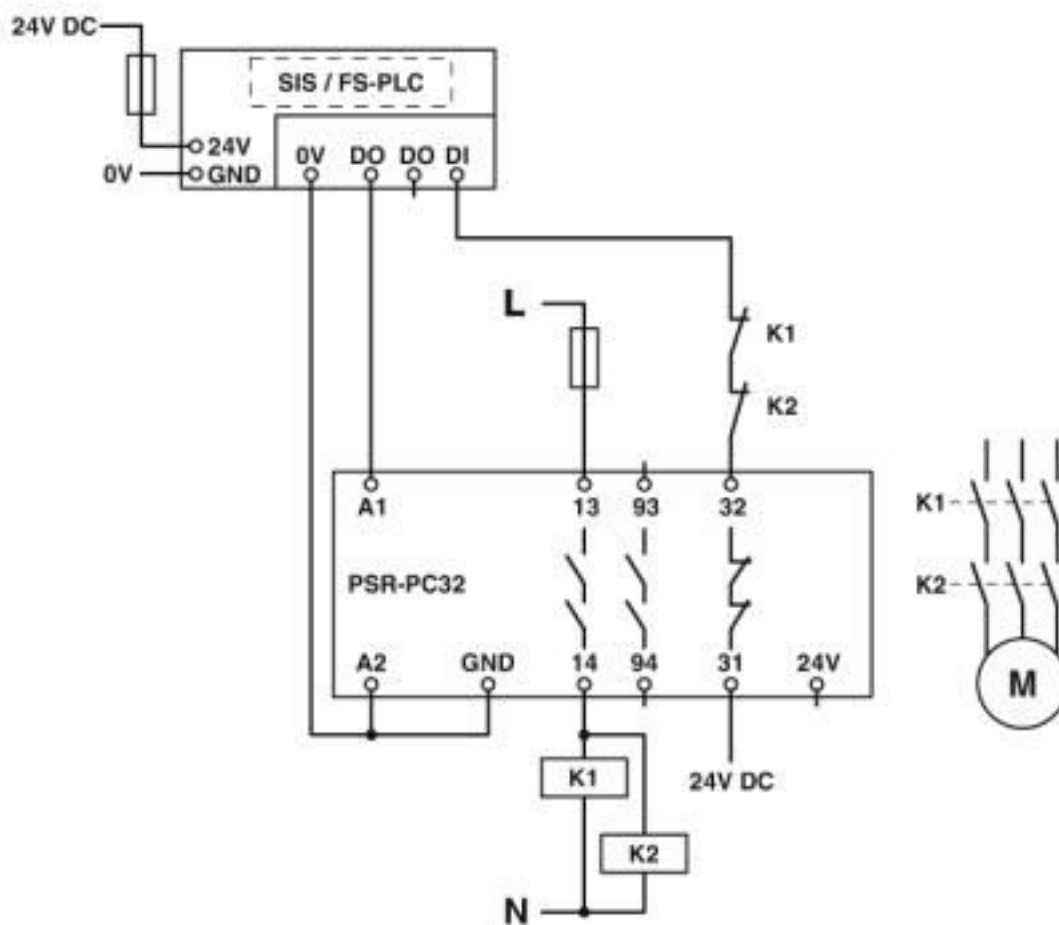 24V DC
SIS / FS-PLC
24V
0V
GND
0V DO DO DI
L
K1
K2
A1 13 93 32
K1
PSR-PC32
K2
A2 GND 14 94 31 24V
M
K1
24V DC
K2
N